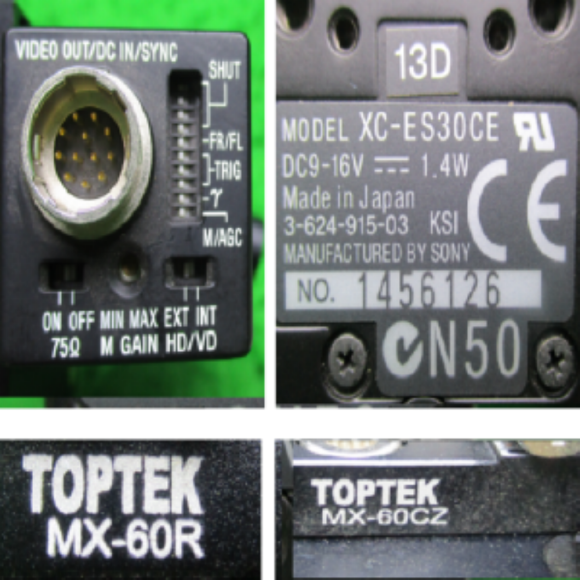 VIDEO OUT/DC IN/SYNC
SHUT
FR/FL
TRIG
γ
M/AGC
ON OFF MIN MAX EXT INT
75Ω M GAIN HD/VD
13D
MODEL XC-ES30CE
DC9-16V 1.4W
Made in Japan
3-624-915-03 KSI
MANUFACTURED BY SONY
CE
NO. 1456126
N50
TOPTEK
MX-60R
TOPTEK
MX-60CZ